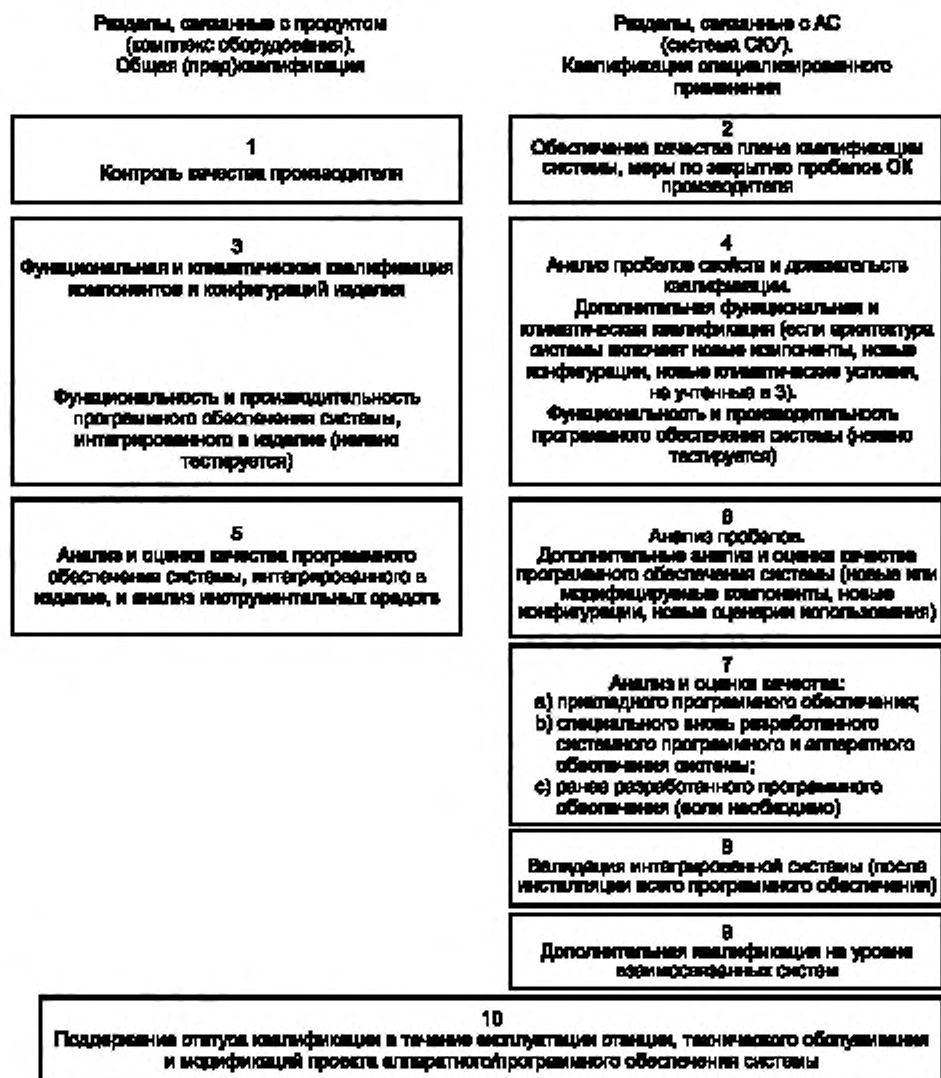 Разделы, связанные с продуктом
(комплекс оборудования).
Общая (пред)квалификация
Разделы, связанные с АС
(система СКУ).
Квалификация специализированного
применения
1
Контроль качества производителя
2
Обеспечение качества плана квалификации
системы, меры по закрытию пробелов ОК
производителя
3
Функциональная и климатическая квалификация
компонентов и конфигураций изделия
Функциональность и производительность
программного обеспечения системы,
интегрированного в изделие (неявно
тестируется)
4
Анализ пробелов свойств и доказательств
квалификации.
Дополнительная функциональная и
климатическая квалификация (если архитектура
системы включает новые компоненты, новые
конфигурации, новые климатические условия,
не учтенные в 3).
Функциональность и производительность
программного обеспечения системы (неявно
тестируется)
5
Анализ и оценка качества программного
обеспечения системы, интегрированного в
изделие, и анализ инструментальных средств
6
Анализ пробелов.
Дополнительные анализ и оценка качества
программного обеспечения системы (новые или
модифицируемые компоненты, новые
конфигурации, новые сценарии использования)
7
Анализ и оценка качества:
a) прикладного программного обеспечения;
b) специального вновь разработанного
системного программного и аппаратного
обеспечения системы;
c) ранее разработанного программного
обеспечения (если необходимо)
8
Валидация интегрированной системы (после
инсталляции всего программного обеспечения)
9
Дополнительная квалификация на уровне
взаимосвязанных систем
10
Поддержание статуса квалификации в течение эксплуатации станции, технического обслуживания
и модификаций проекта аппаратного/программного обеспечения системы